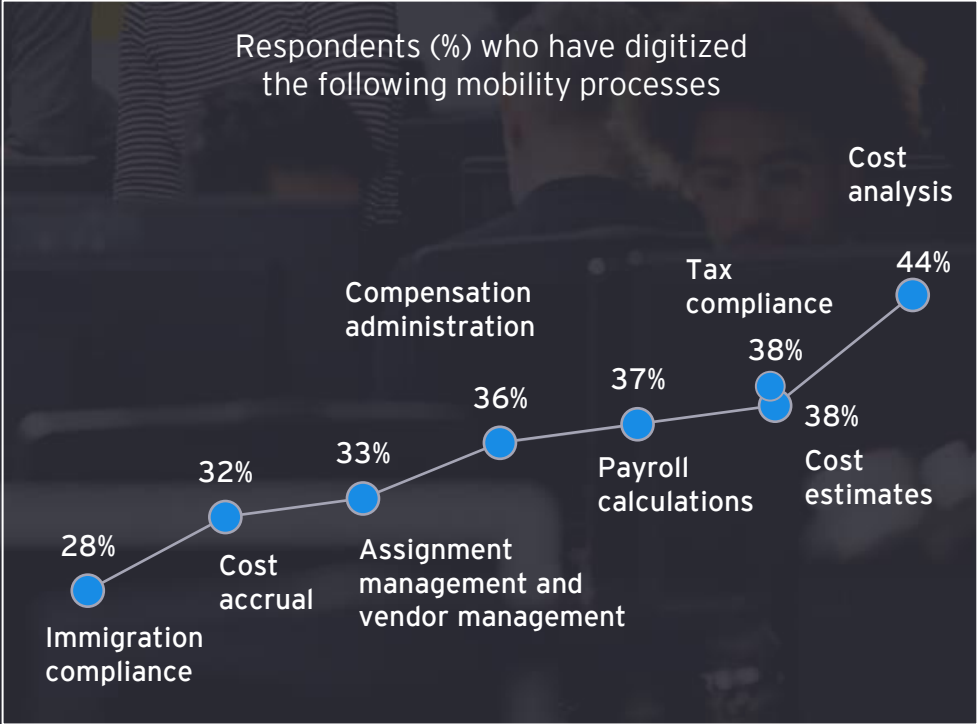 Respondents (%) who have digitized
the following mobility processes
28%
Immigration
compliance
32%
Cost
accrual
33%
Assignment
management and
vendor management
Compensation
administration
36%
37%
Payroll
calculations
Tax
compliance
38%
38%
Cost
estimates
Cost
analysis
44%